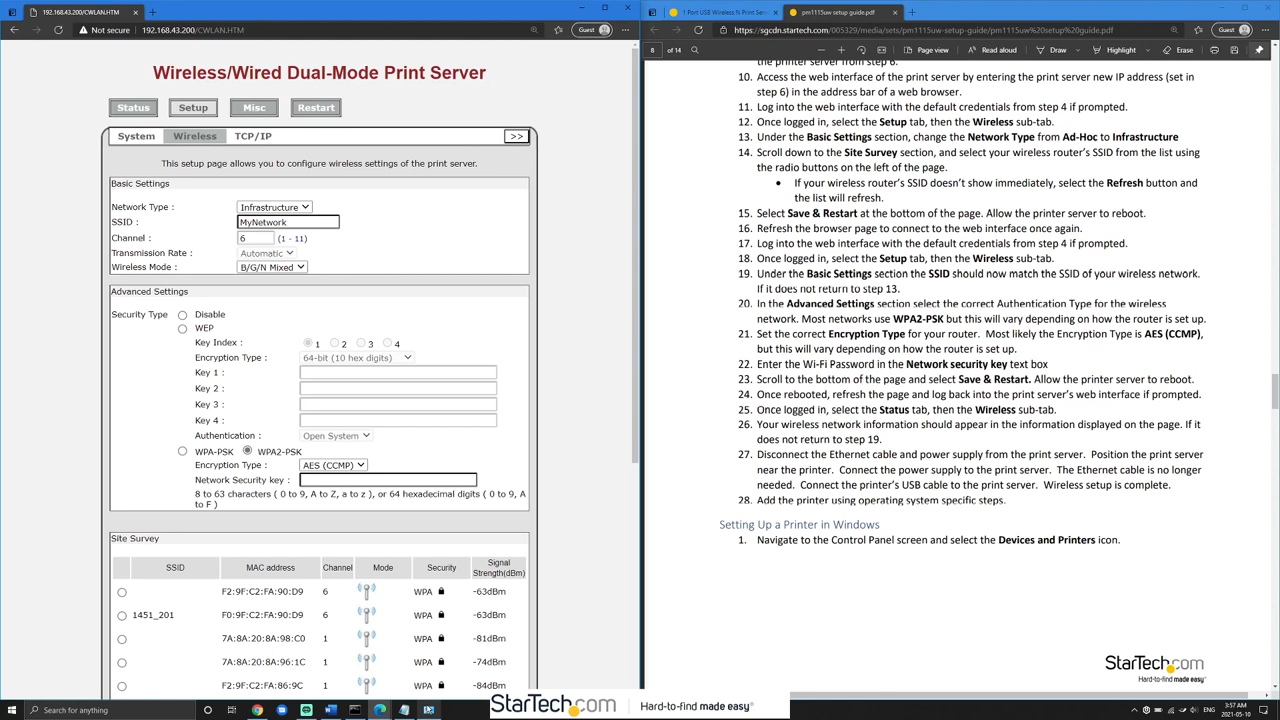 192.168.43.200/CWLAN.HTM
Guest
Not secure | 192.168.43.200/CWLAN.HTM
Wireless/Wired Dual-Mode Print Server
Status Setup Misc Restart
System Wireless TCP/IP >>
This setup page allows you to configure wireless settings of the print server.
Basic Settings
Network Type : Infrastructure
SSID : MyNetwork
Channel : 6 (1 - 11)
Transmission Rate : Automatic
Wireless Mode : B/G/N Mixed
Advanced Settings
Security Type Disable
WEP
Key Index : 1 2 3 4
Encryption Type : 64-bit (10 hex digits)
Key 1 :
Key 2 :
Key 3 :
Key 4 :
Authentication : Open System
WPA-PSK WPA2-PSK
Encryption Type : AES (CCMP)
Network Security key :
8 to 63 characters ( 0 to 9, A to Z, a to z ), or 64 hexadecimal digits ( 0 to 9, A
to F )
Site Survey
SSID MAC address Channel Mode Security Signal
Strength(dBm)
F2:9F:C2:FA:90:D9 6 WPA -63dBm
1451_201 F0:9F:C2:FA:90:D9 6 WPA -63dBm
7A:8A:20:8A:98:C0 1 WPA -81dBm
7A:8A:20:8A:96:1C 1 WPA -74dBm
F2:9F:C2:FA:86:9C 1 WPA -84dBm
1 Port USB Wireless N Print Serv
pm1115uw setup guide.pdf
https://sgcdn.startech.com/005329/media/sets/pm1115uw-setup-guide/pm1115uw%20setup%20guide.pdf
Guest
8 of 14 Page view Read aloud Draw Highlight Erase
the printer server from step 6.
10. Access the web interface of the print server by entering the print server new IP address (set in
step 6) in the address bar of a web browser.
11. Log into the web interface with the default credentials from step 4 if prompted.
12. Once logged in, select the Setup tab, then the Wireless sub-tab.
13. Under the Basic Settings section, change the Network Type from Ad-Hoc to Infrastructure
14. Scroll down to the Site Survey section, and select your wireless router's SSID from the list using
the radio buttons on the left of the page.
• If your wireless router's SSID doesn't show immediately, select the Refresh button and
the list will refresh.
15. Select Save & Restart at the bottom of the page. Allow the printer server to reboot.
16. Refresh the browser page to connect to the web interface once again.
17. Log into the web interface with the default credentials from step 4 if prompted.
18. Once logged in, select the Setup tab, then the Wireless sub-tab.
19. Under the Basic Settings section the SSID should now match the SSID of your wireless network.
If it does not return to step 13.
20. In the Advanced Settings section select the correct Authentication Type for the wireless
network. Most networks use WPA2-PSK but this will vary depending on how the router is set up.
21. Set the correct Encryption Type for your router. Most likely the Encryption Type is AES (CCMP),
but this will vary depending on how the router is set up.
22. Enter the Wi-Fi Password in the Network security key text box
23. Scroll to the bottom of the page and select Save & Restart. Allow the printer server to reboot.
24. Once rebooted, refresh the page and log back into the print server's web interface if prompted.
25. Once logged in, select the Status tab, then the Wireless sub-tab.
26. Your wireless network information should appear in the information displayed on the page. If it
does not return to step 19.
27. Disconnect the Ethernet cable and power supply from the print server. Position the print server
near the printer. Connect the power supply to the print server. The Ethernet cable is no longer
needed. Connect the printer's USB cable to the print server. Wireless setup is complete.
28. Add the printer using operating system specific steps.
Setting Up a Printer in Windows
1. Navigate to the Control Panel screen and select the Devices and Printers icon.
StarTech.com
Hard-to-find made easy®
StarTech.com Hard-to-find made easy®
Search for anything
3:57 AM
2021-05-10